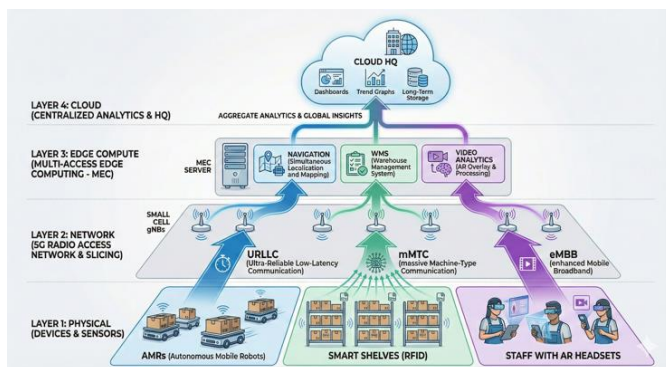 CLOUD HQ
Dashboards
Trend Graphs
Long-Term
Storage
LAYER 4: CLOUD
(CENTRALIZED ANALYTICS & HQ)
AGGREGATE ANALYTICS & GLOBAL INSIGHTS
LAYER 3: EDGE COMPUTE
(MULTI-ACCESS EDGE
COMPUTING - MEC)
MEC
SERVER
NAVIGATION
(Simultaneous
Localization
and Mapping)
WMS
(Warehouse
Management
System)
VIDEO
ANALYTICS
(AR Overlay &
Processing)
LAYER 2: NETWORK
(5G RADIO ACCESS
NETWORK & SLICING)
SMALL
CELL
gNBs
URLLC
(Ultra-Reliable Low-Latency
Communication)
mMTC
(massive Machine-Type
Communication)
eMBB
(enhanced Mobile
Broadband)
LAYER 1: PHYSICAL
(DEVICES & SENSORS)
AMRs (Autonomous Mobile Robots)
SMART SHELVES (RFID)
STAFF WITH AR HEADSETS